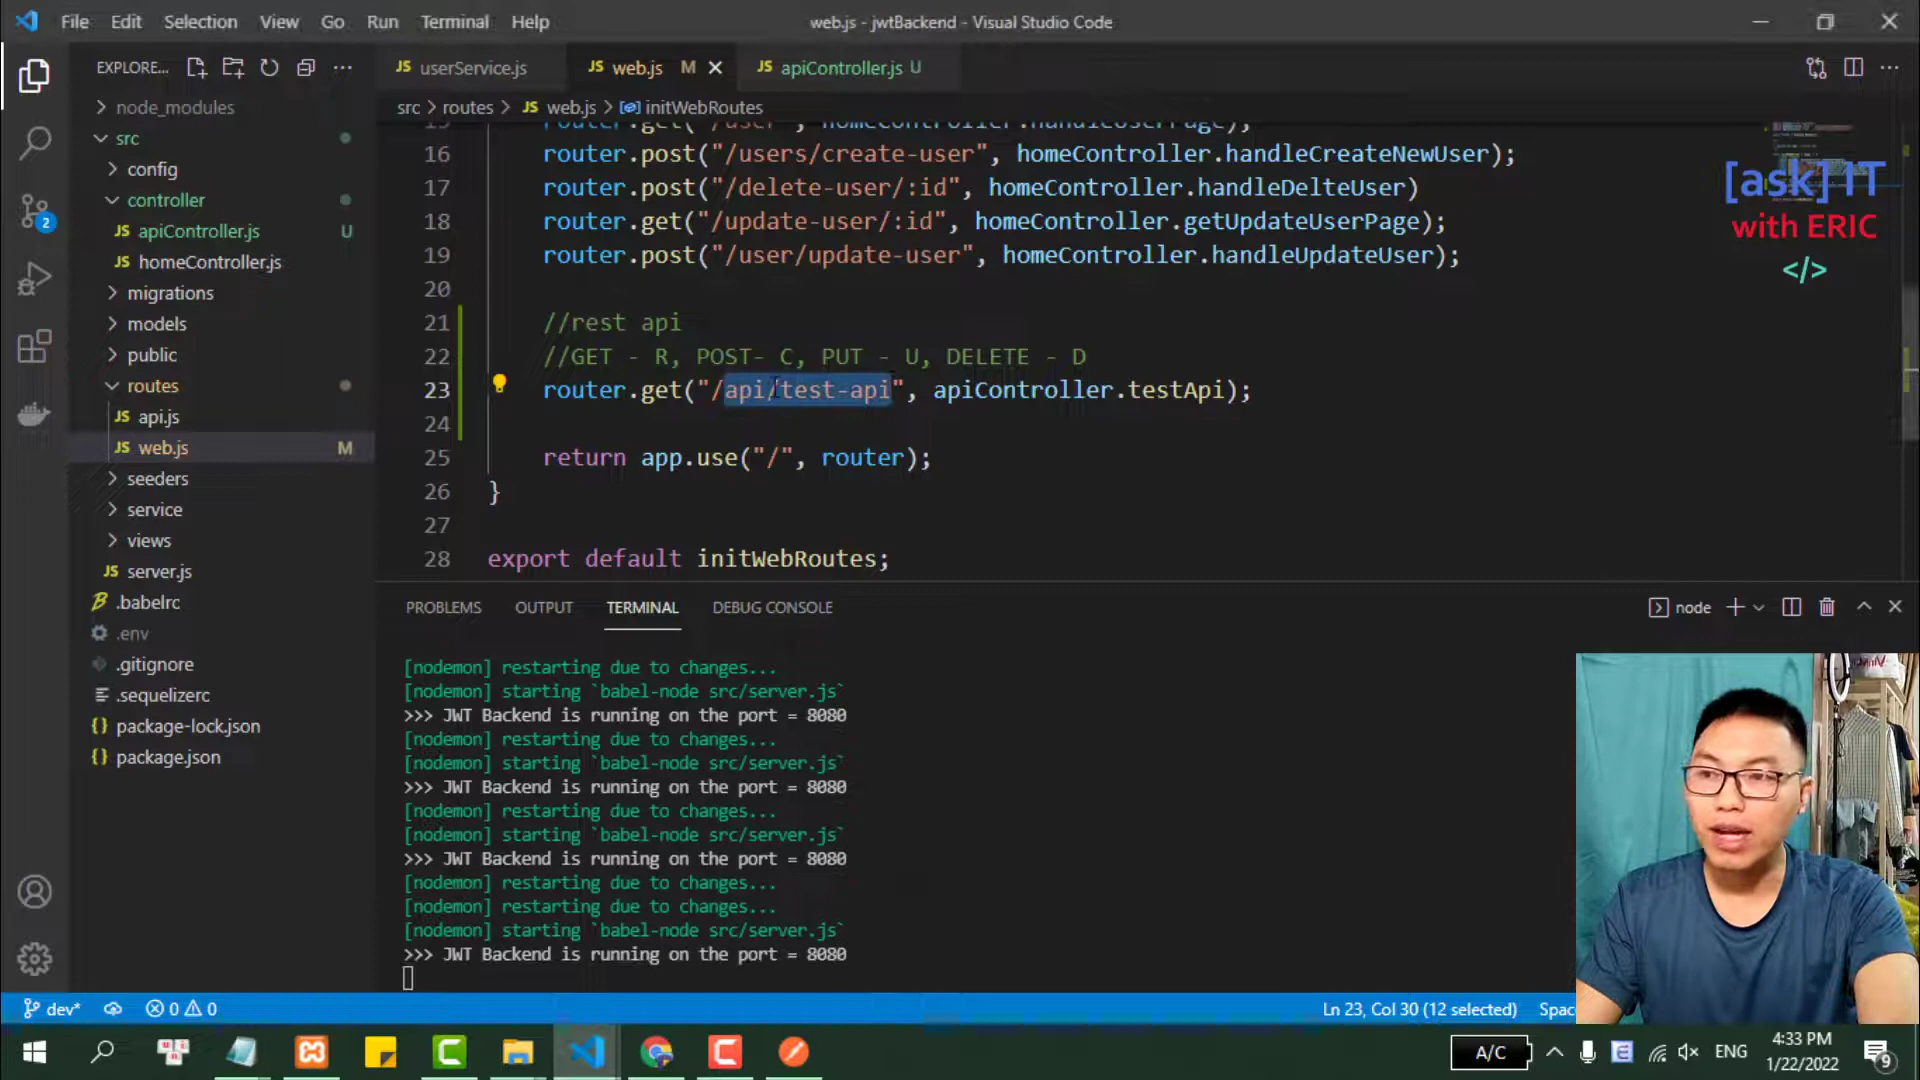 File Edit Selection View Go Run Terminal Help
web.js - jwtBackend - Visual Studio Code
EXPLORE...
JS userService.js
JS web.js M
JS apiController.js U
src > routes > JS web.js > initWebRoutes
node_modules
src
config
controller
JS apiController.js U
JS homeController.js
migrations
models
public
routes
JS api.js
JS web.js M
seeders
service
views
JS server.js
.babelrc
.env
.gitignore
.sequelizerc
{} package-lock.json
{} package.json
2
router.get("/user", homeController.handleUserPage);
16 router.post("/users/create-user", homeController.handleCreateNewUser);
17 router.post("/delete-user/:id", homeController.handleDelteUser)
18 router.get("/update-user/:id", homeController.getUpdateUserPage);
19 router.post("/user/update-user", homeController.handleUpdateUser);
20
21 //rest api
22 //GET - R, POST- C, PUT - U, DELETE - D
23 router.get("/api/test-api", apiController.testApi);
24
25 return app.use("/", router);
26 }
27
28 export default initWebRoutes;
[ask] IT
with ERIC
</>
PROBLEMS OUTPUT TERMINAL DEBUG CONSOLE
node
[nodemon] restarting due to changes...
[nodemon] starting `babel-node src/server.js`
>>> JWT Backend is running on the port = 8080
[nodemon] restarting due to changes...
[nodemon] starting `babel-node src/server.js`
>>> JWT Backend is running on the port = 8080
[nodemon] restarting due to changes...
[nodemon] starting `babel-node src/server.js`
>>> JWT Backend is running on the port = 8080
[nodemon] restarting due to changes...
[nodemon] restarting due to changes...
[nodemon] starting `babel-node src/server.js`
>>> JWT Backend is running on the port = 8080
dev* 0 0
Ln 23, Col 30 (12 selected) Spac
A/C
ENG
4:33 PM
1/22/2022
9